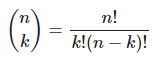 (n k) = n! / k!(n − k)!